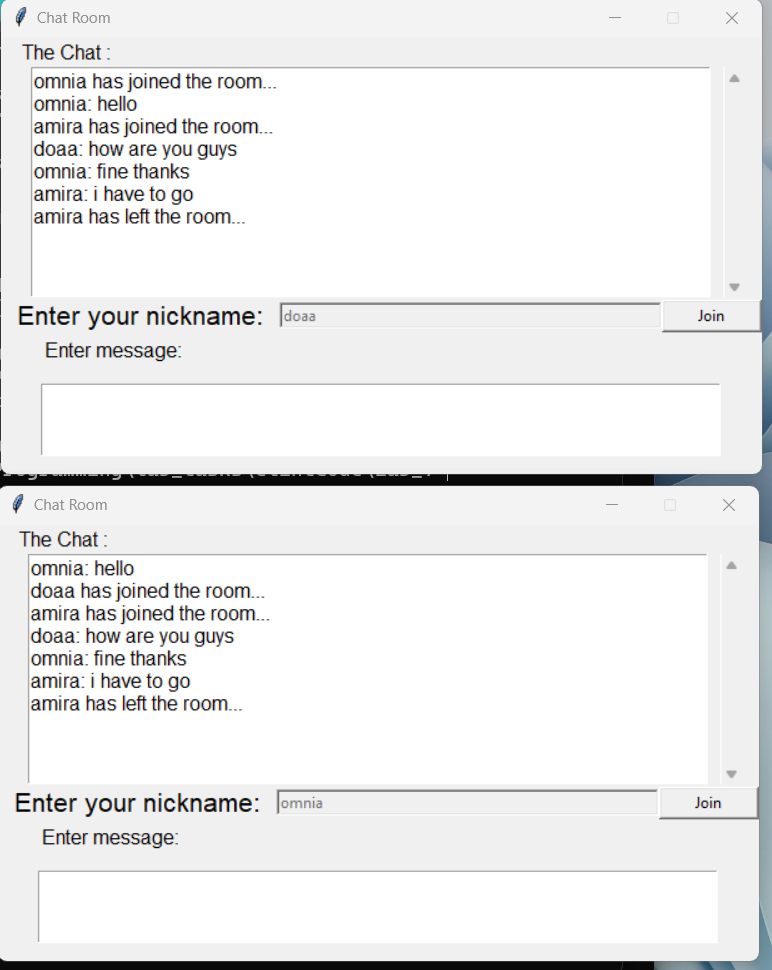 Chat Room
The Chat :
omnia has joined the room...
omnia: hello
amira has joined the room...
doaa: how are you guys
omnia: fine thanks
amira: i have to go
amira has left the room...
Enter your nickname: doaa Join
Enter message:
Chat Room
The Chat :
omnia: hello
doaa has joined the room...
amira has joined the room...
doaa: how are you guys
omnia: fine thanks
amira: i have to go
amira has left the room...
Enter your nickname: omnia Join
Enter message: